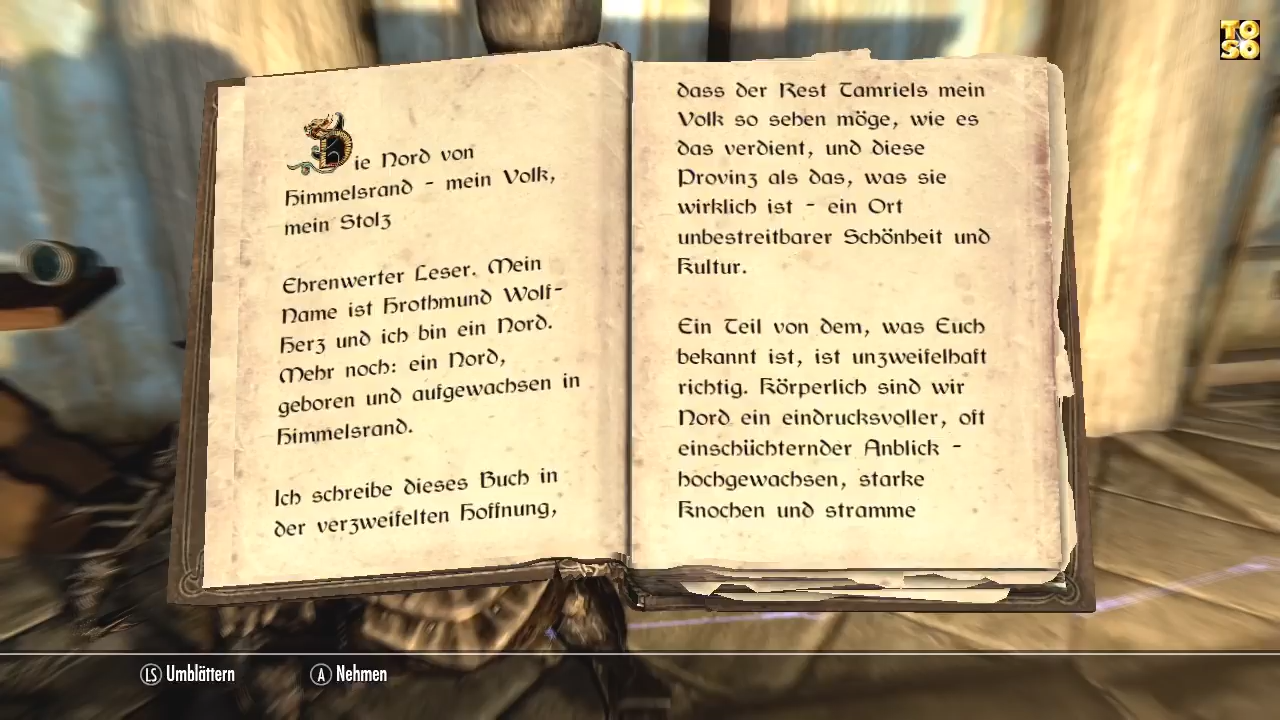 TO
SO
Die Nord von
Himmelsrand - mein Volk,
mein Stolz
Ehrenwerter Leser. Mein
Name ist Hrothmund Wolf-
Herz und ich bin ein Nord.
Mehr noch: ein Nord,
geboren und aufgewachsen in
Himmelsrand.
Ich schreibe dieses Buch in
der verzweifelten Hoffnung,
dass der Rest Tamriels mein
Volk so sehen möge, wie es
das verdient, und diese
Provinz als das, was sie
wirklich ist - ein Ort
unbestreitbarer Schönheit und
Kultur.
Ein Teil von dem, was Euch
bekannt ist, ist unzweifelhaft
richtig. Körperlich sind wir
Nord ein eindrucksvoller, oft
einschüchternder Anblick -
hochgewachsen, starke
Knochen und stramme
LS Umblättern
A Nehmen